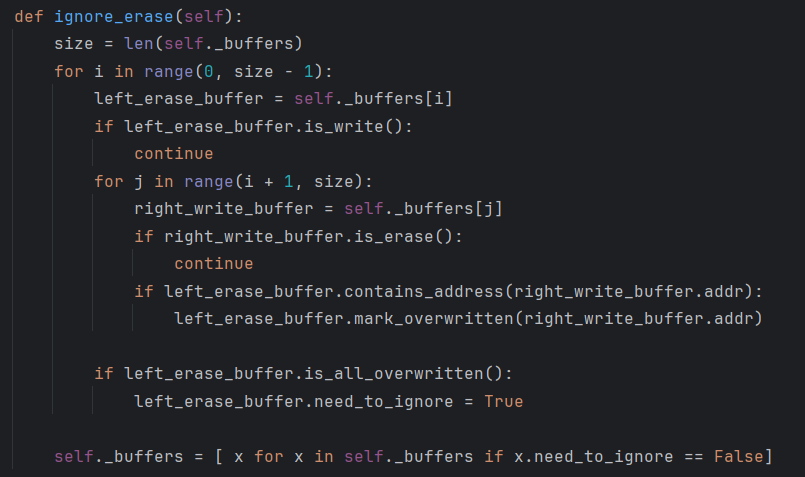 def ignore_erase(self):
    size = len(self._buffers)
    for i in range(0, size - 1):
        left_erase_buffer = self._buffers[i]
        if left_erase_buffer.is_write():
            continue
        for j in range(i + 1, size):
            right_write_buffer = self._buffers[j]
            if right_write_buffer.is_erase():
                continue
            if left_erase_buffer.contains_address(right_write_buffer.addr):
                left_erase_buffer.mark_overwritten(right_write_buffer.addr)

        if left_erase_buffer.is_all_overwritten():
            left_erase_buffer.need_to_ignore = True

    self._buffers = [ x for x in self._buffers if x.need_to_ignore == False]